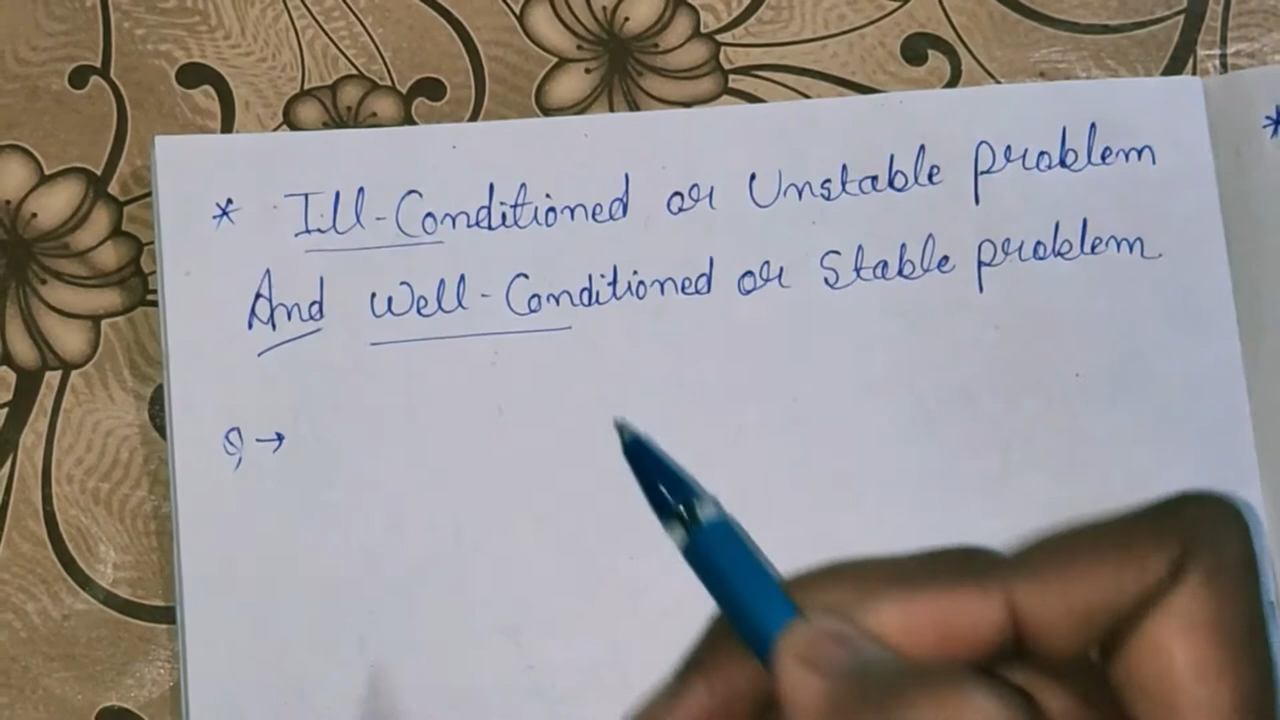 * Ill-Conditioned or Unstable problem
And Well-Conditioned or Stable problem
Q →
*